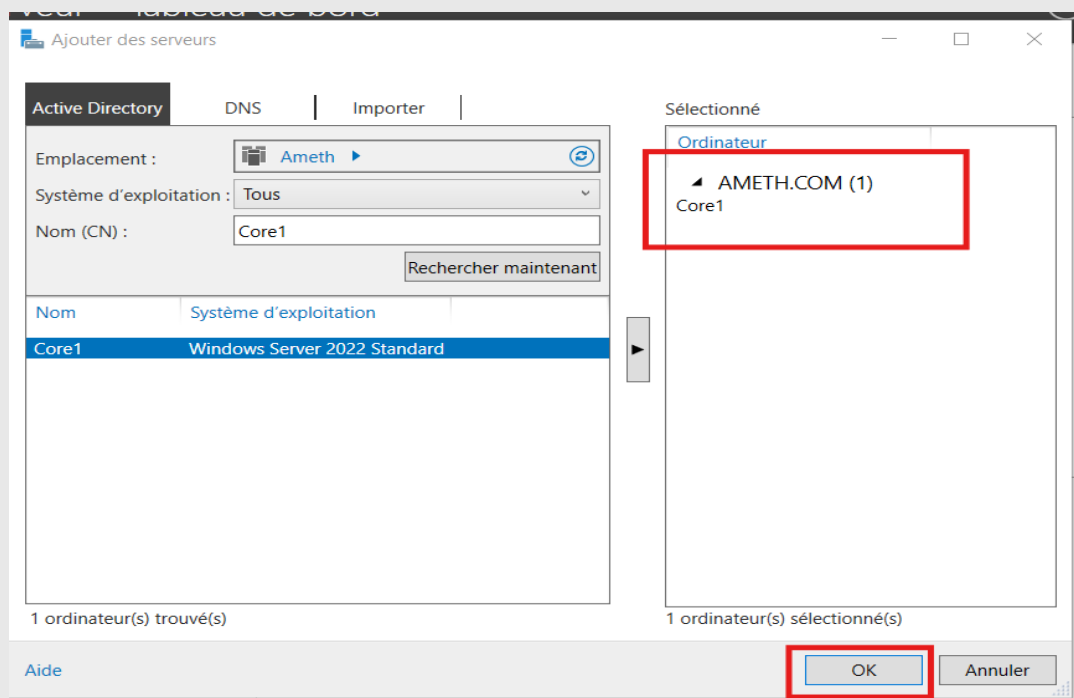 Ajouter des serveurs
Active Directory
DNS
Importer
Emplacement :
Ameth
Système d'exploitation :
Tous
Nom (CN) :
Core1
Rechercher maintenant
Nom
Système d'exploitation
Core1
Windows Server 2022 Standard
1 ordinateur(s) trouvé(s)
Sélectionné
Ordinateur
AMETH.COM (1)
Core1
1 ordinateur(s) sélectionné(s)
Aide
OK
Annuler